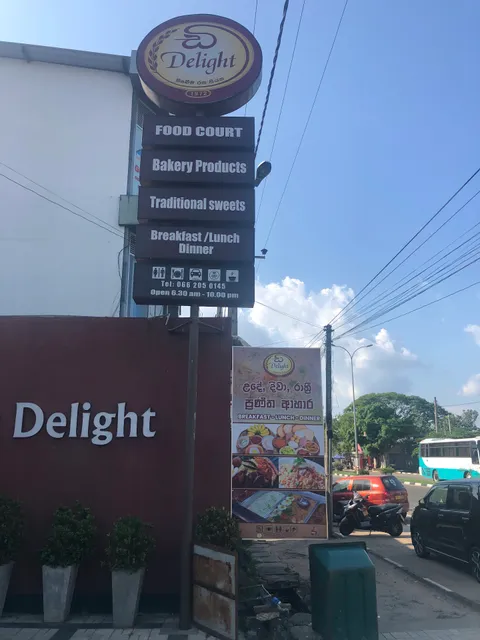 Delight
1972
FOOD COURT
Bakery Products
Traditional sweets
Breakfast /Lunch
Dinner
Tel: 066 205 0145
Open 6.30 am - 10.00 pm
Delight
Delight
උදේ, දිවා, රාත්‍රී
ප්‍රණීත ආහාර
BREAKFAST - LUNCH - DINNER